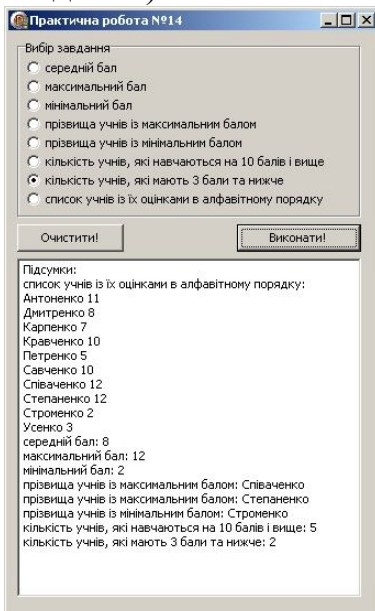 Практична робота №14
Вибір завдання
середній бал
максимальний бал
мінімальний бал
прізвища учнів із максимальним балом
прізвища учнів із мінімальним балом
кількість учнів, які навчаються на 10 балів і вище
кількість учнів, які мають 3 бали та нижче
список учнів із їх оцінками в алфавітному порядку
Очистити! Виконати!
Підсумки:
список учнів із їх оцінками в алфавітному порядку:
Антоненко 11
Дмитренко 8
Карпенко 7
Кравченко 10
Петренко 5
Савченко 10
Співаченко 12
Степаненко 12
Строменко 2
Усенко 3
середній бал: 8
максимальний бал: 12
мінімальний бал: 2
прізвища учнів із максимальним балом: Співаченко
прізвища учнів із максимальним балом: Степаненко
прізвища учнів із мінімальним балом: Строменко
кількість учнів, які навчаються на 10 балів і вище: 5
кількість учнів, які мають 3 бали та нижче: 2